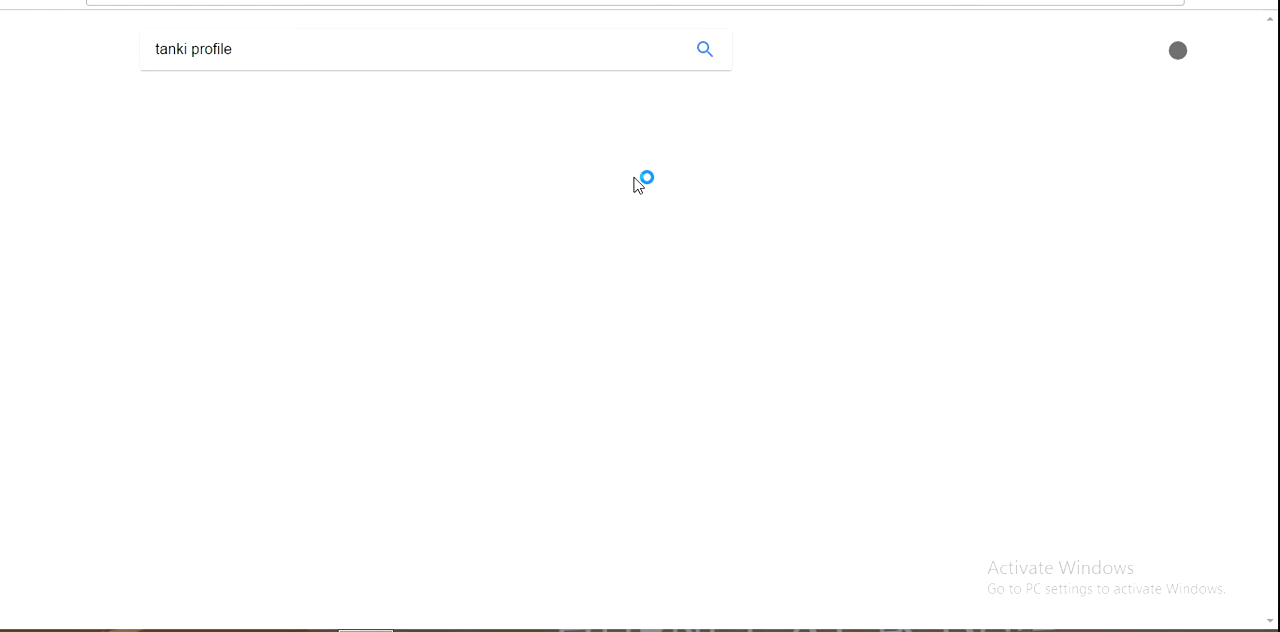 tanki profile
Activate Windows
Go to PC settings to activate Windows.